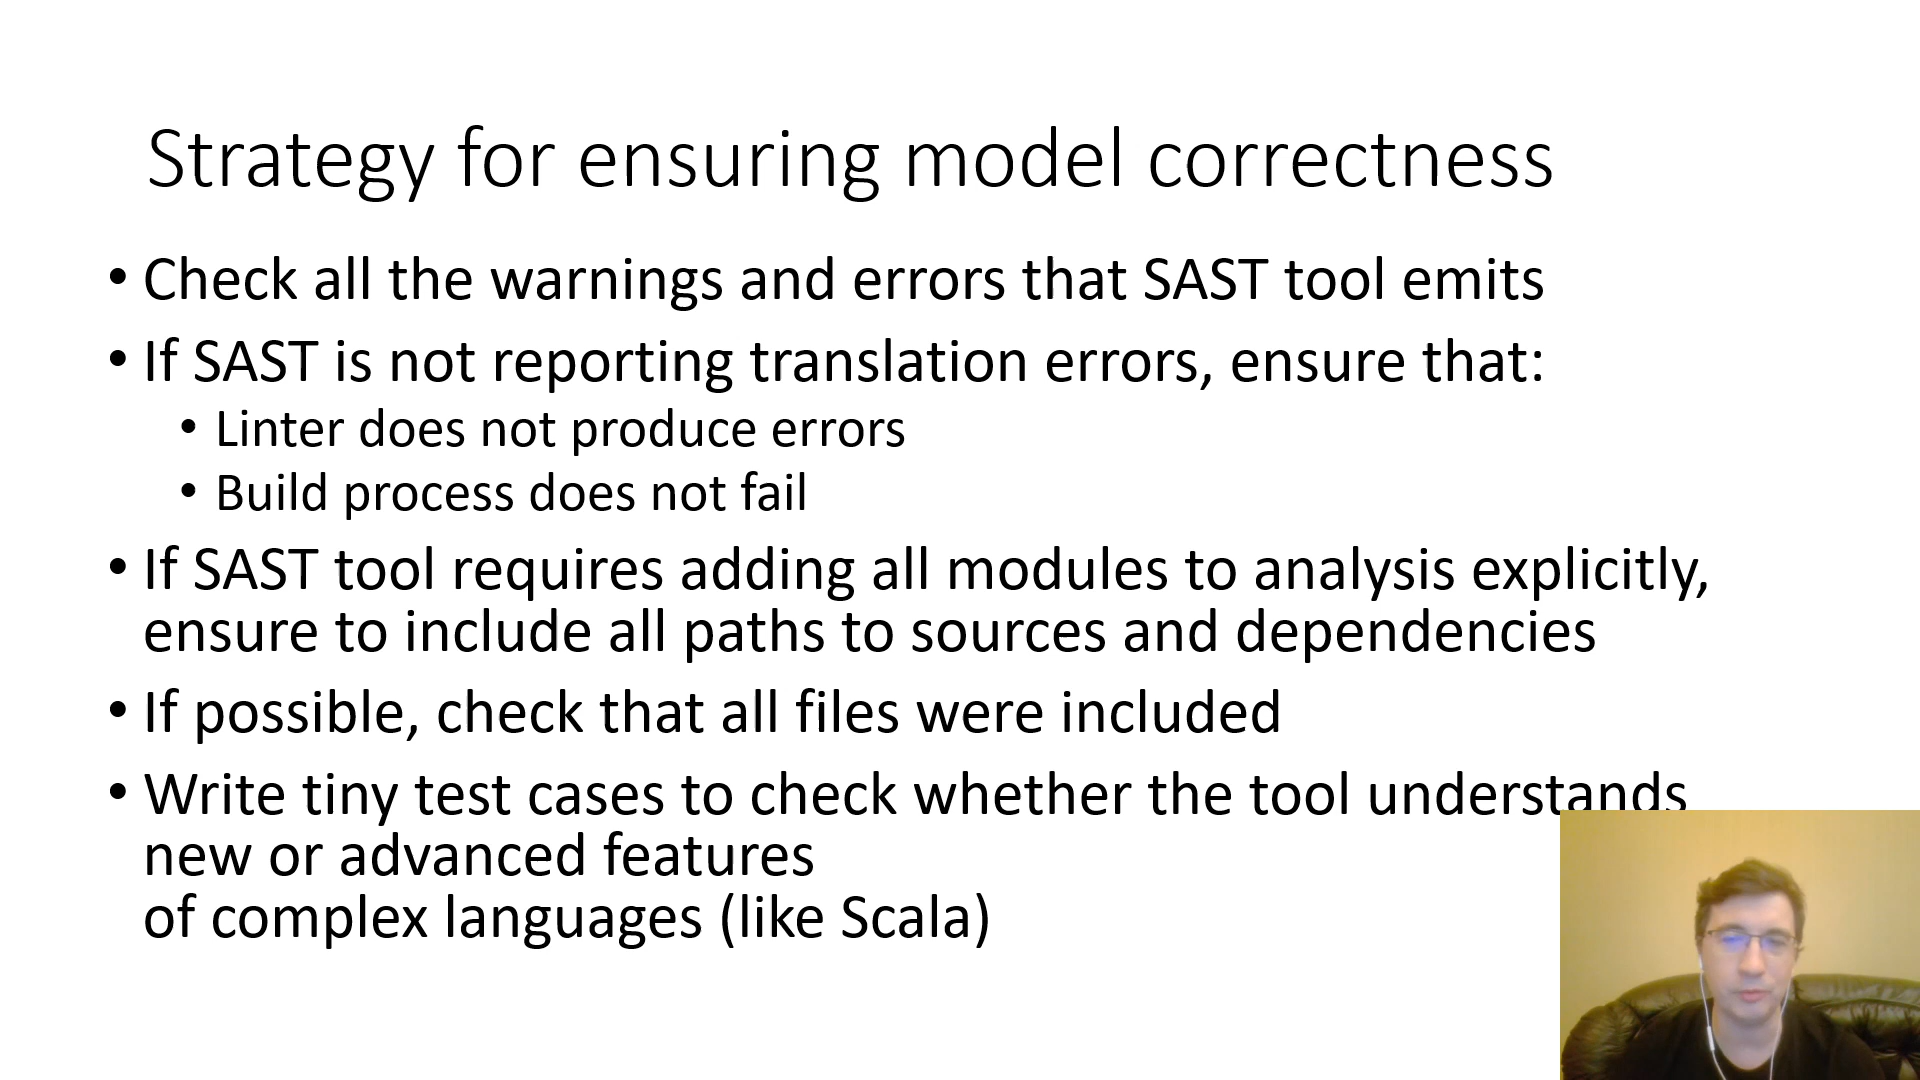 Strategy for ensuring model correctness
• Check all the warnings and errors that SAST tool emits
• If SAST is not reporting translation errors, ensure that:
• Linter does not produce errors
• Build process does not fail
• If SAST tool requires adding all modules to analysis explicitly,
ensure to include all paths to sources and dependencies
• If possible, check that all files were included
• Write tiny test cases to check whether the tool understands
new or advanced features
of complex languages (like Scala)